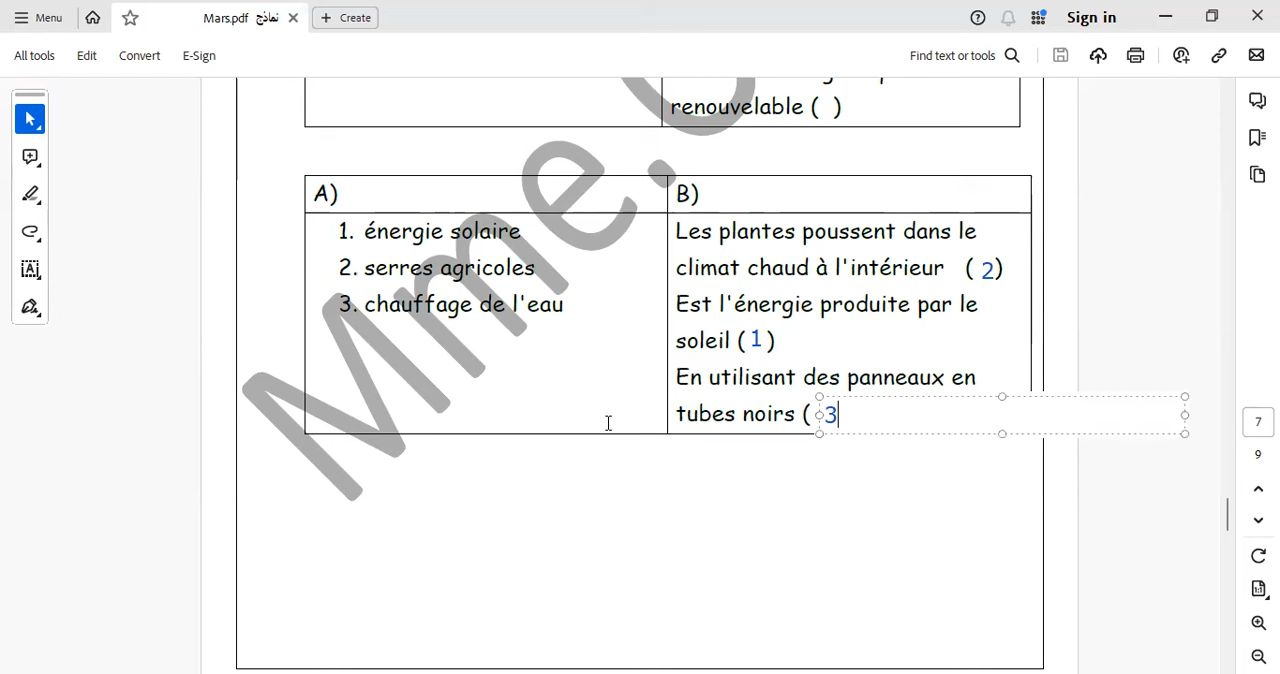 Menu
Mars.pdf نماذج
Create
Sign in
All tools
Edit
Convert
E-Sign
Find text or tools
renouvelable ( )
Mme.
A)
B)
1. énergie solaire
2. serres agricoles
3. chauffage de l'eau
Les plantes poussent dans le
climat chaud à l'intérieur ( 2)
Est l'énergie produite par le
soleil ( 1 )
En utilisant des panneaux en
tubes noirs ( 3
7
9